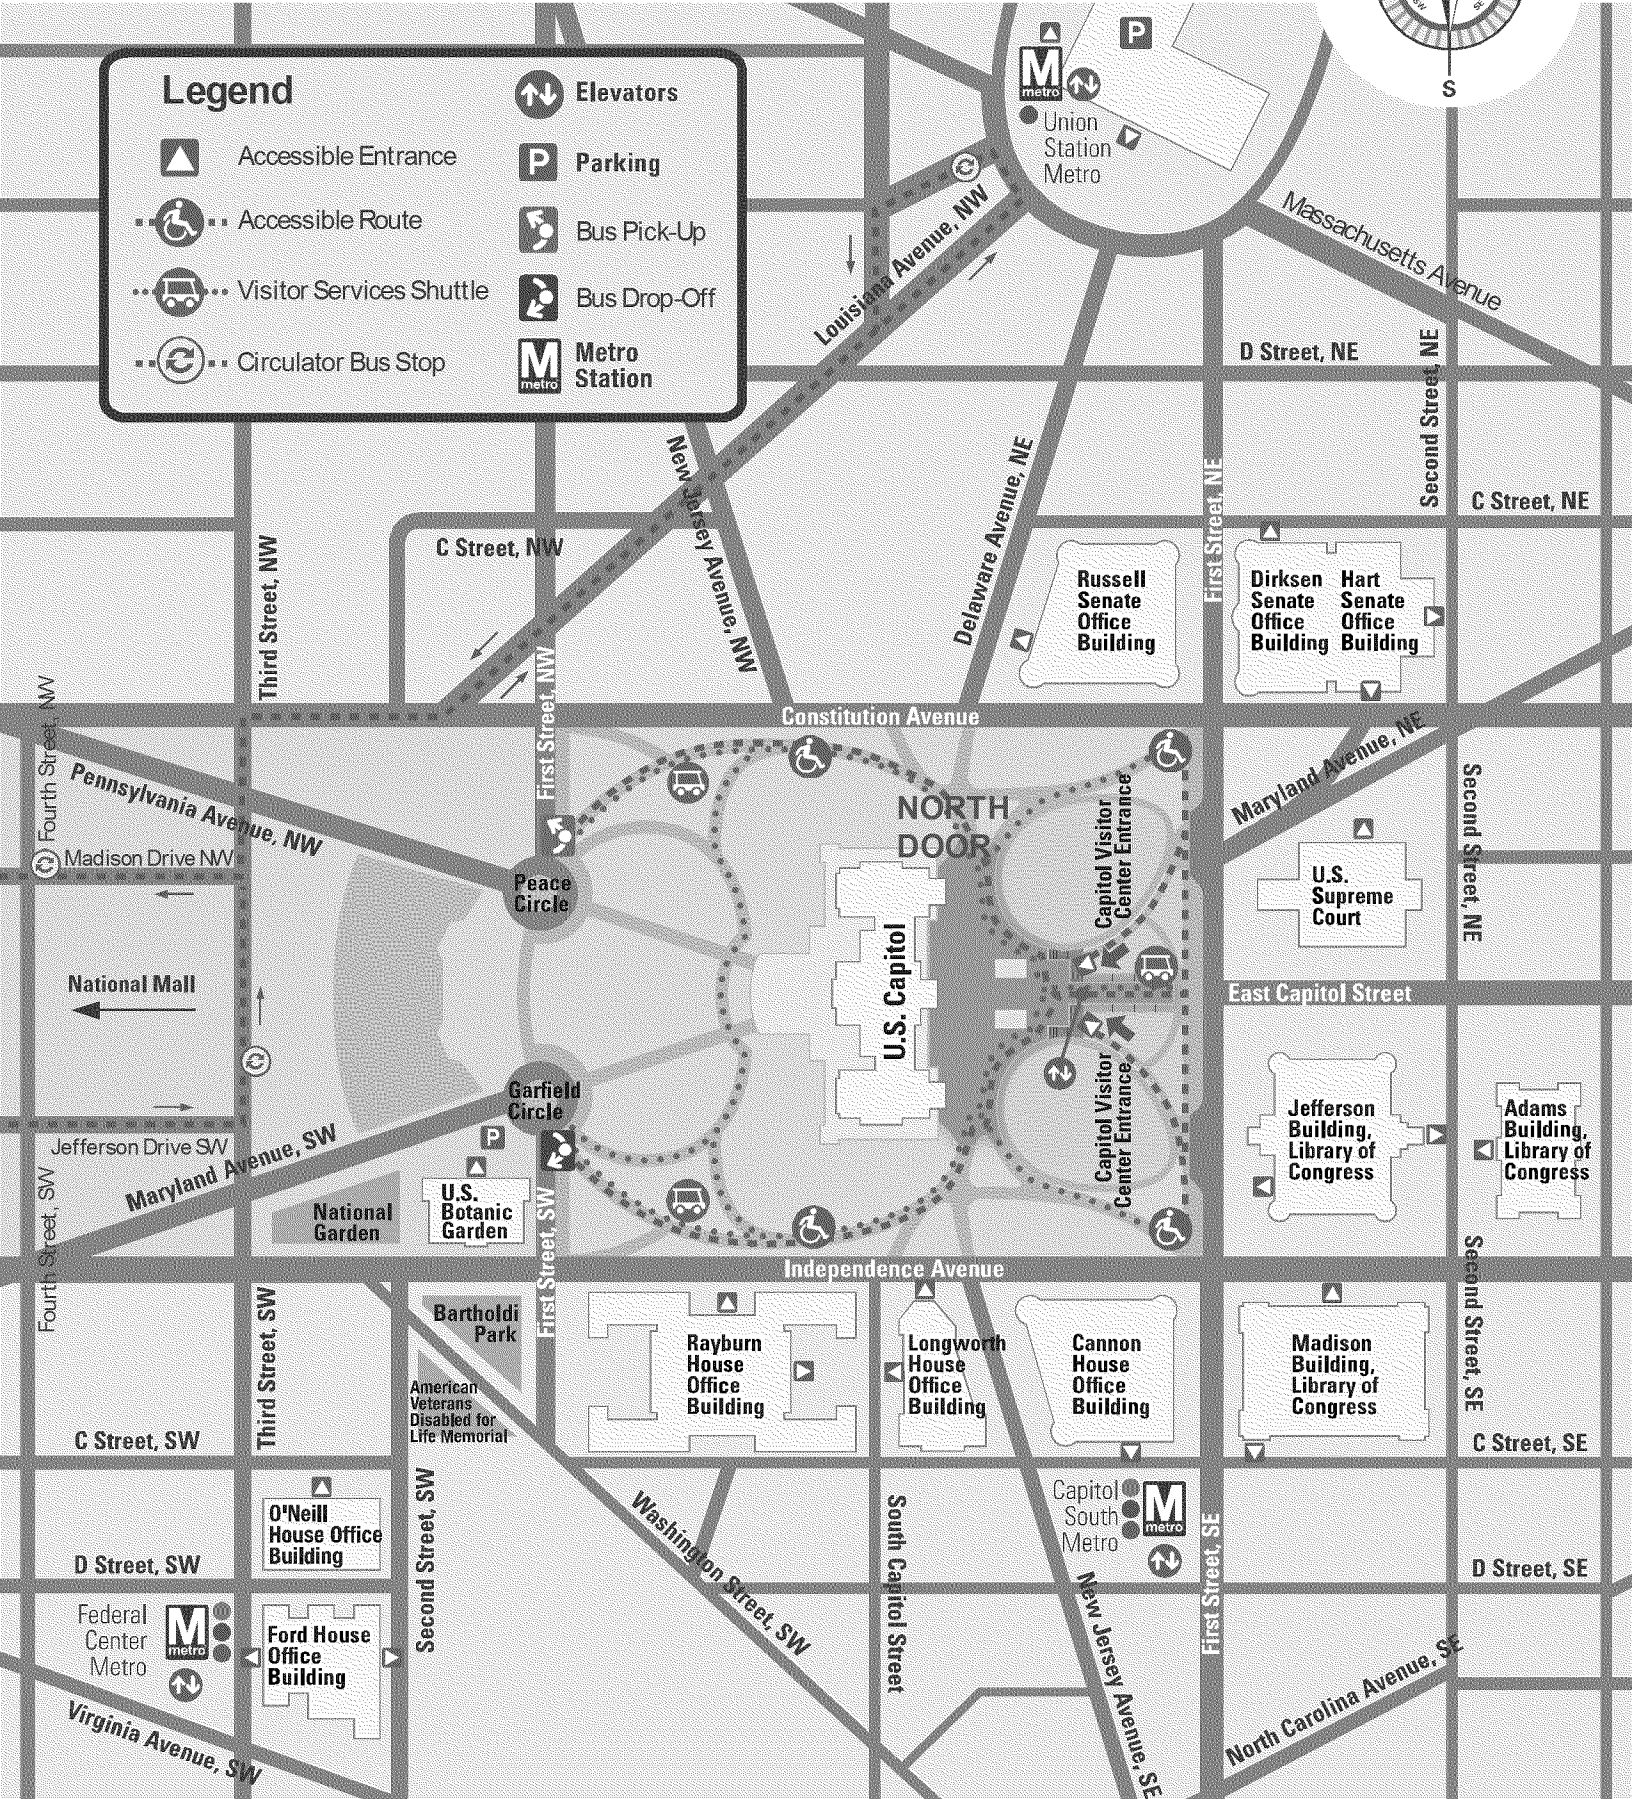 Legend
Accessible Entrance
Accessible Route
Visitor Services Shuttle
Circulator Bus Stop
Elevators
P
Parking
Bus Pick-Up
Bus Drop-Off
M
metro
Metro
Station
P
M
metro
Union
Station
Metro
SW
SE
S
Louisiana Avenue, NW
Massachusetts Avenue
D Street, NE
Second Street, NE
C Street, NE
First Street, NE
Delaware Avenue, NE
New Jersey Avenue, NW
C Street, NW
Third Street, NW
First Street, NW
Russell
Senate
Office
Building
Dirksen
Senate
Office
Building
Hart
Senate
Office
Building
Constitution Avenue
Fourth Street, NW
Pennsylvania Avenue, NW
Madison Drive NW
Maryland Avenue, NE
Second Street, NE
NORTH
DOOR
Capitol Visitor
Center Entrance
Peace
Circle
U.S.
Supreme
Court
U.S. Capitol
National Mall
East Capitol Street
Capitol Visitor
Center Entrance
Garfield
Circle
P
Jefferson Drive SW
Maryland Avenue, SW
Fourth Street, SW
National
Garden
U.S.
Botanic
Garden
First Street, SW
Jefferson
Building,
Library of
Congress
Adams
Building,
Library of
Congress
Independence Avenue
Second Street, SE
Third Street, SW
Bartholdi
Park
American
Veterans
Disabled for
Life Memorial
Rayburn
House
Office
Building
Longworth
House
Office
Building
Cannon
House
Office
Building
Madison
Building,
Library of
Congress
C Street, SW
C Street, SE
O'Neill
House Office
Building
Second Street, SW
Washington Street, SW
South Capitol Street
Capitol
South
Metro
M
metro
First Street, SE
D Street, SW
D Street, SE
Federal
Center
Metro
M
metro
Ford House
Office
Building
New Jersey Avenue, SE
North Carolina Avenue, SE
Virginia Avenue, SW